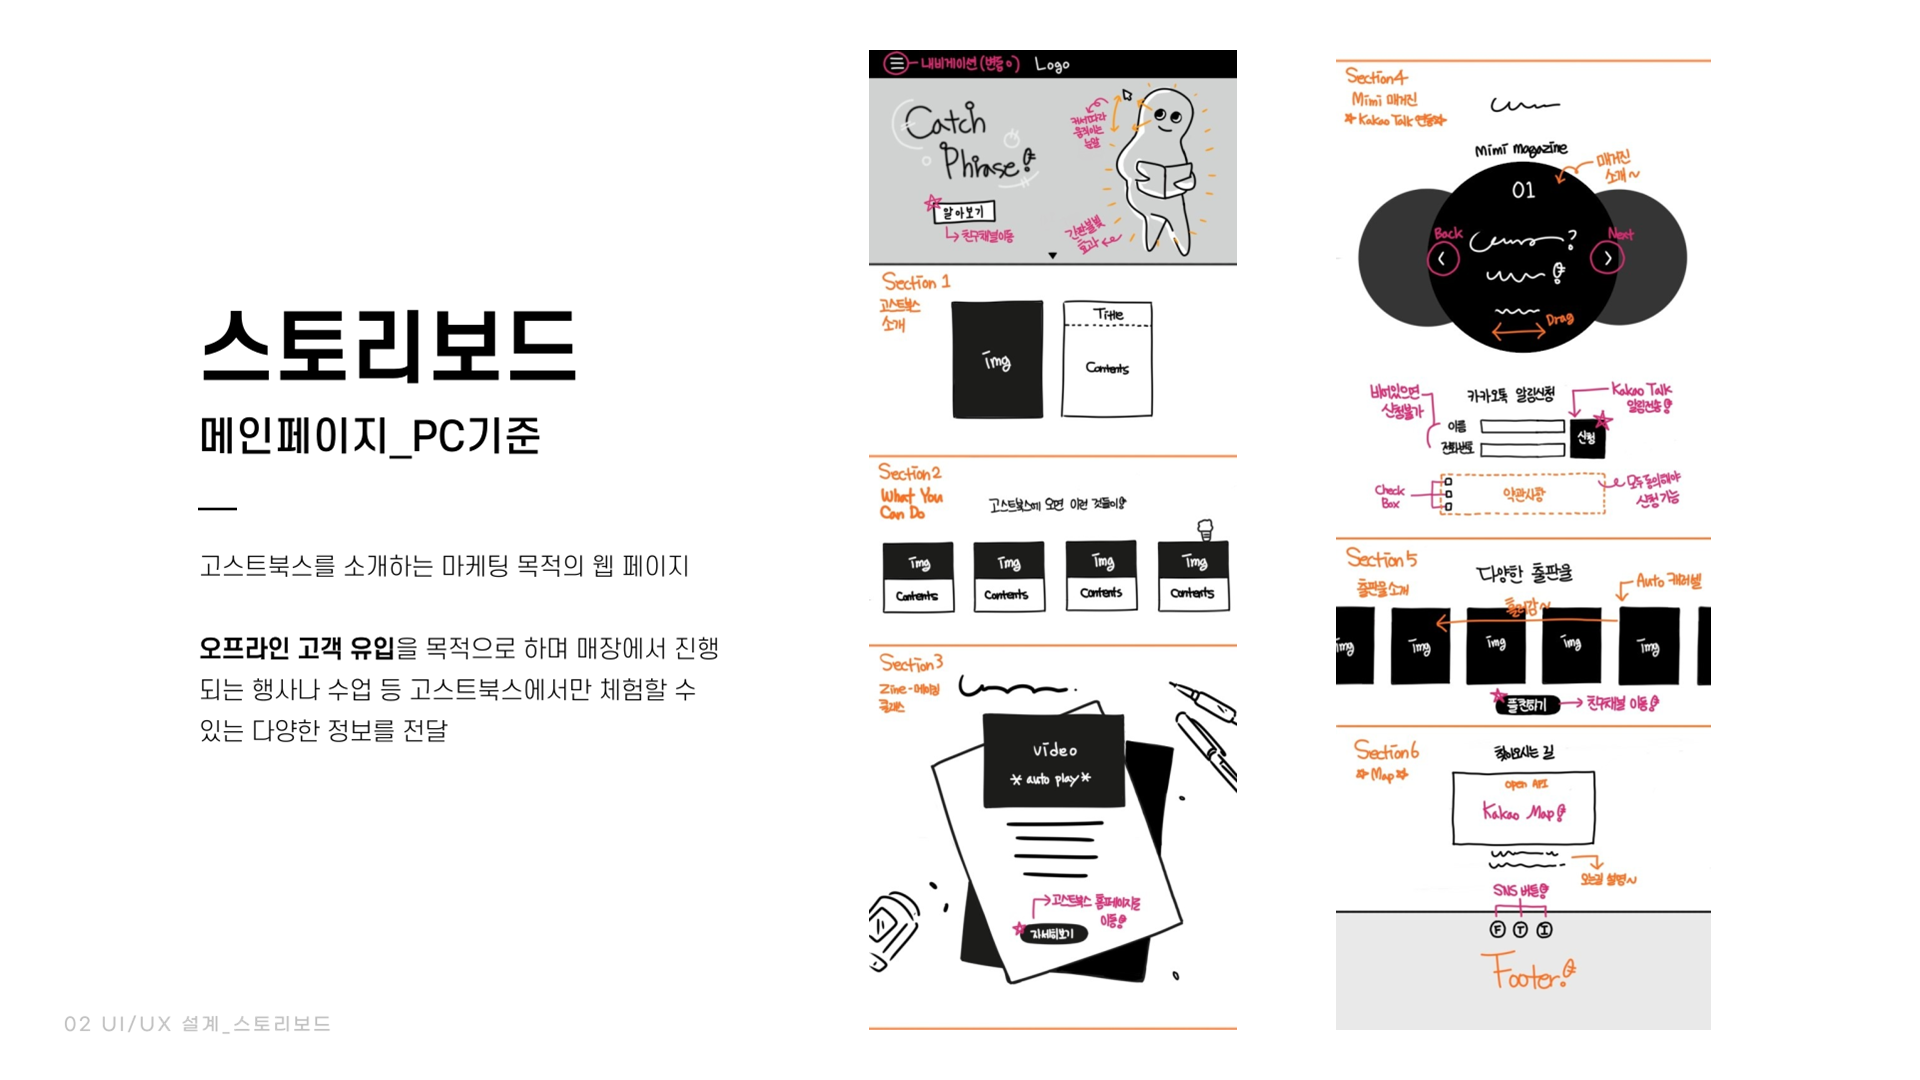 스토리보드
메인페이지_PC기준
고스트북스를 소개하는 마케팅 목적의 웹 페이지
오프라인 고객 유입을 목적으로 하며 매장에서 진행
되는 행사나 수업 등 고스트북스에서만 체험할 수
있는 다양한 정보를 전달
02 UI/UX 설계_스토리보드
내비게이션 (변동o)
Logo
Catch
Phrase!
커서따라
움직이는
눈알
알아보기
친구채널이동
간판불빛
효과
Section 1
고스트북스
소개
img
Title
Contents
Section2
What You
Can Do
고스트북스에 오면 이런 것들이!
img
img
img
img
Contents
Contents
Contents
Contents
Section3
Zine-메이킹
클래스
video
* auto play *
고스트북스 홈페이지로
이동!
자세히보기
Section4
Mimi 매거진
Kakao Talk 연동
Mimi magazine
매거진
소개~
01
Back
Next
?
!
Drag
비어있으면
신청불가
카카오톡 알림신청
Kakao Talk
알림전송!
이름
전화번호
신청
Check
Box
약관사항
모두 동의해야
신청 가능
Section5
출판물소개
다양한 출판물
Auto 캐러셀
흘러감~
img
img
img
img
img
플친하기
친구채널 이동!
Section6
Map
찾아오시는 길
open API
Kakao Map!
오는길 설명~
SNS 버튼!
F T I
Footer!